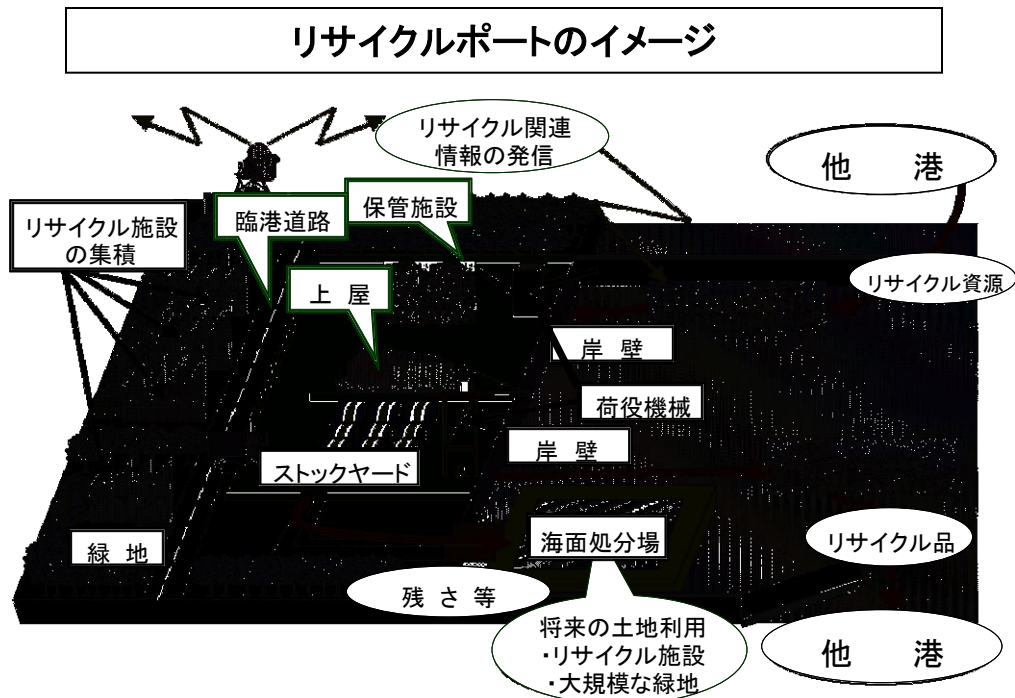 リサイクルポートのイメージ
リサイクル関連
情報の発信
他 港
リサイクル施設
の集積
臨港道路
保管施設
リサイクル資源
上 屋
岸 壁
荷役機械
岸 壁
ストックヤード
海面処分場
リサイクル品
緑 地
残 さ 等
将来の土地利用
・リサイクル施設
・大規模な緑地
他 港